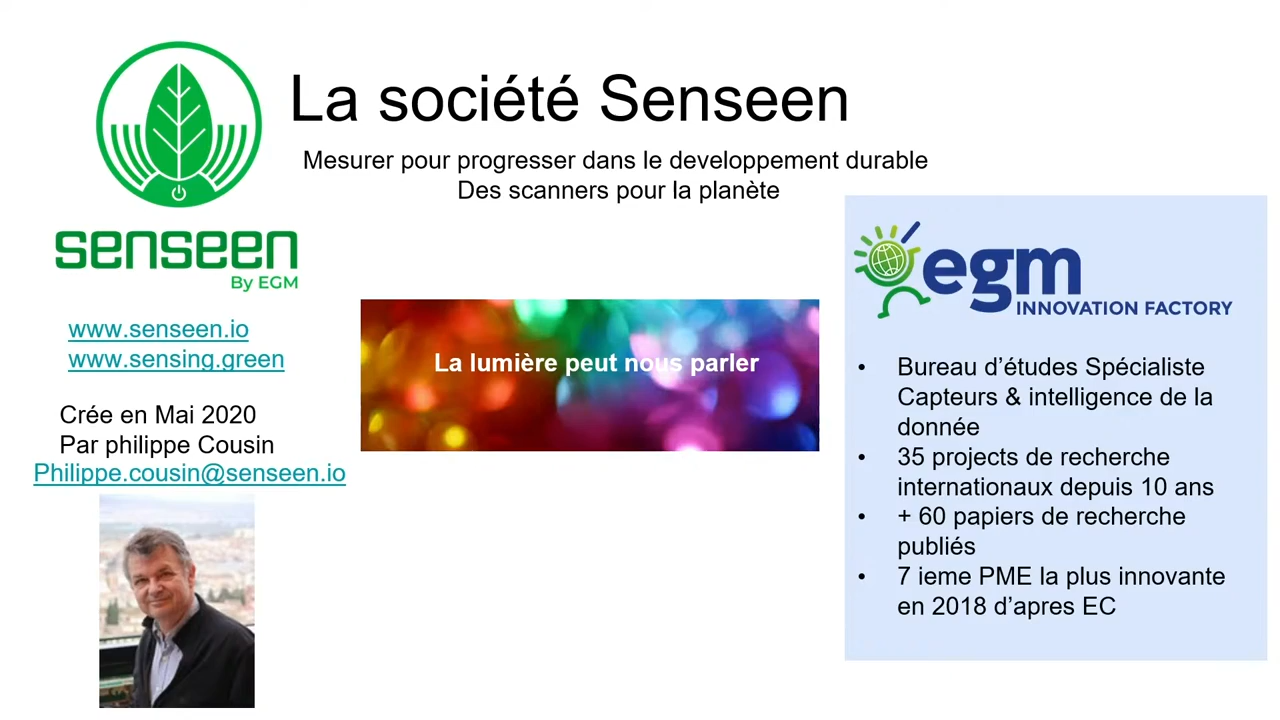 La société Senseen
Mesurer pour progresser dans le developpement durable
Des scanners pour la planète
senseen
By EGM
www.senseen.io
www.sensing.green
Crée en Mai 2020
Par philippe Cousin
Philippe.cousin@senseen.io
La lumière peut nous parler
egm
INNOVATION FACTORY
• Bureau d’études Spécialiste
Capteurs & intelligence de la
donnée
• 35 projects de recherche
internationaux depuis 10 ans
• + 60 papiers de recherche
publiés
• 7 ieme PME la plus innovante
en 2018 d’apres EC